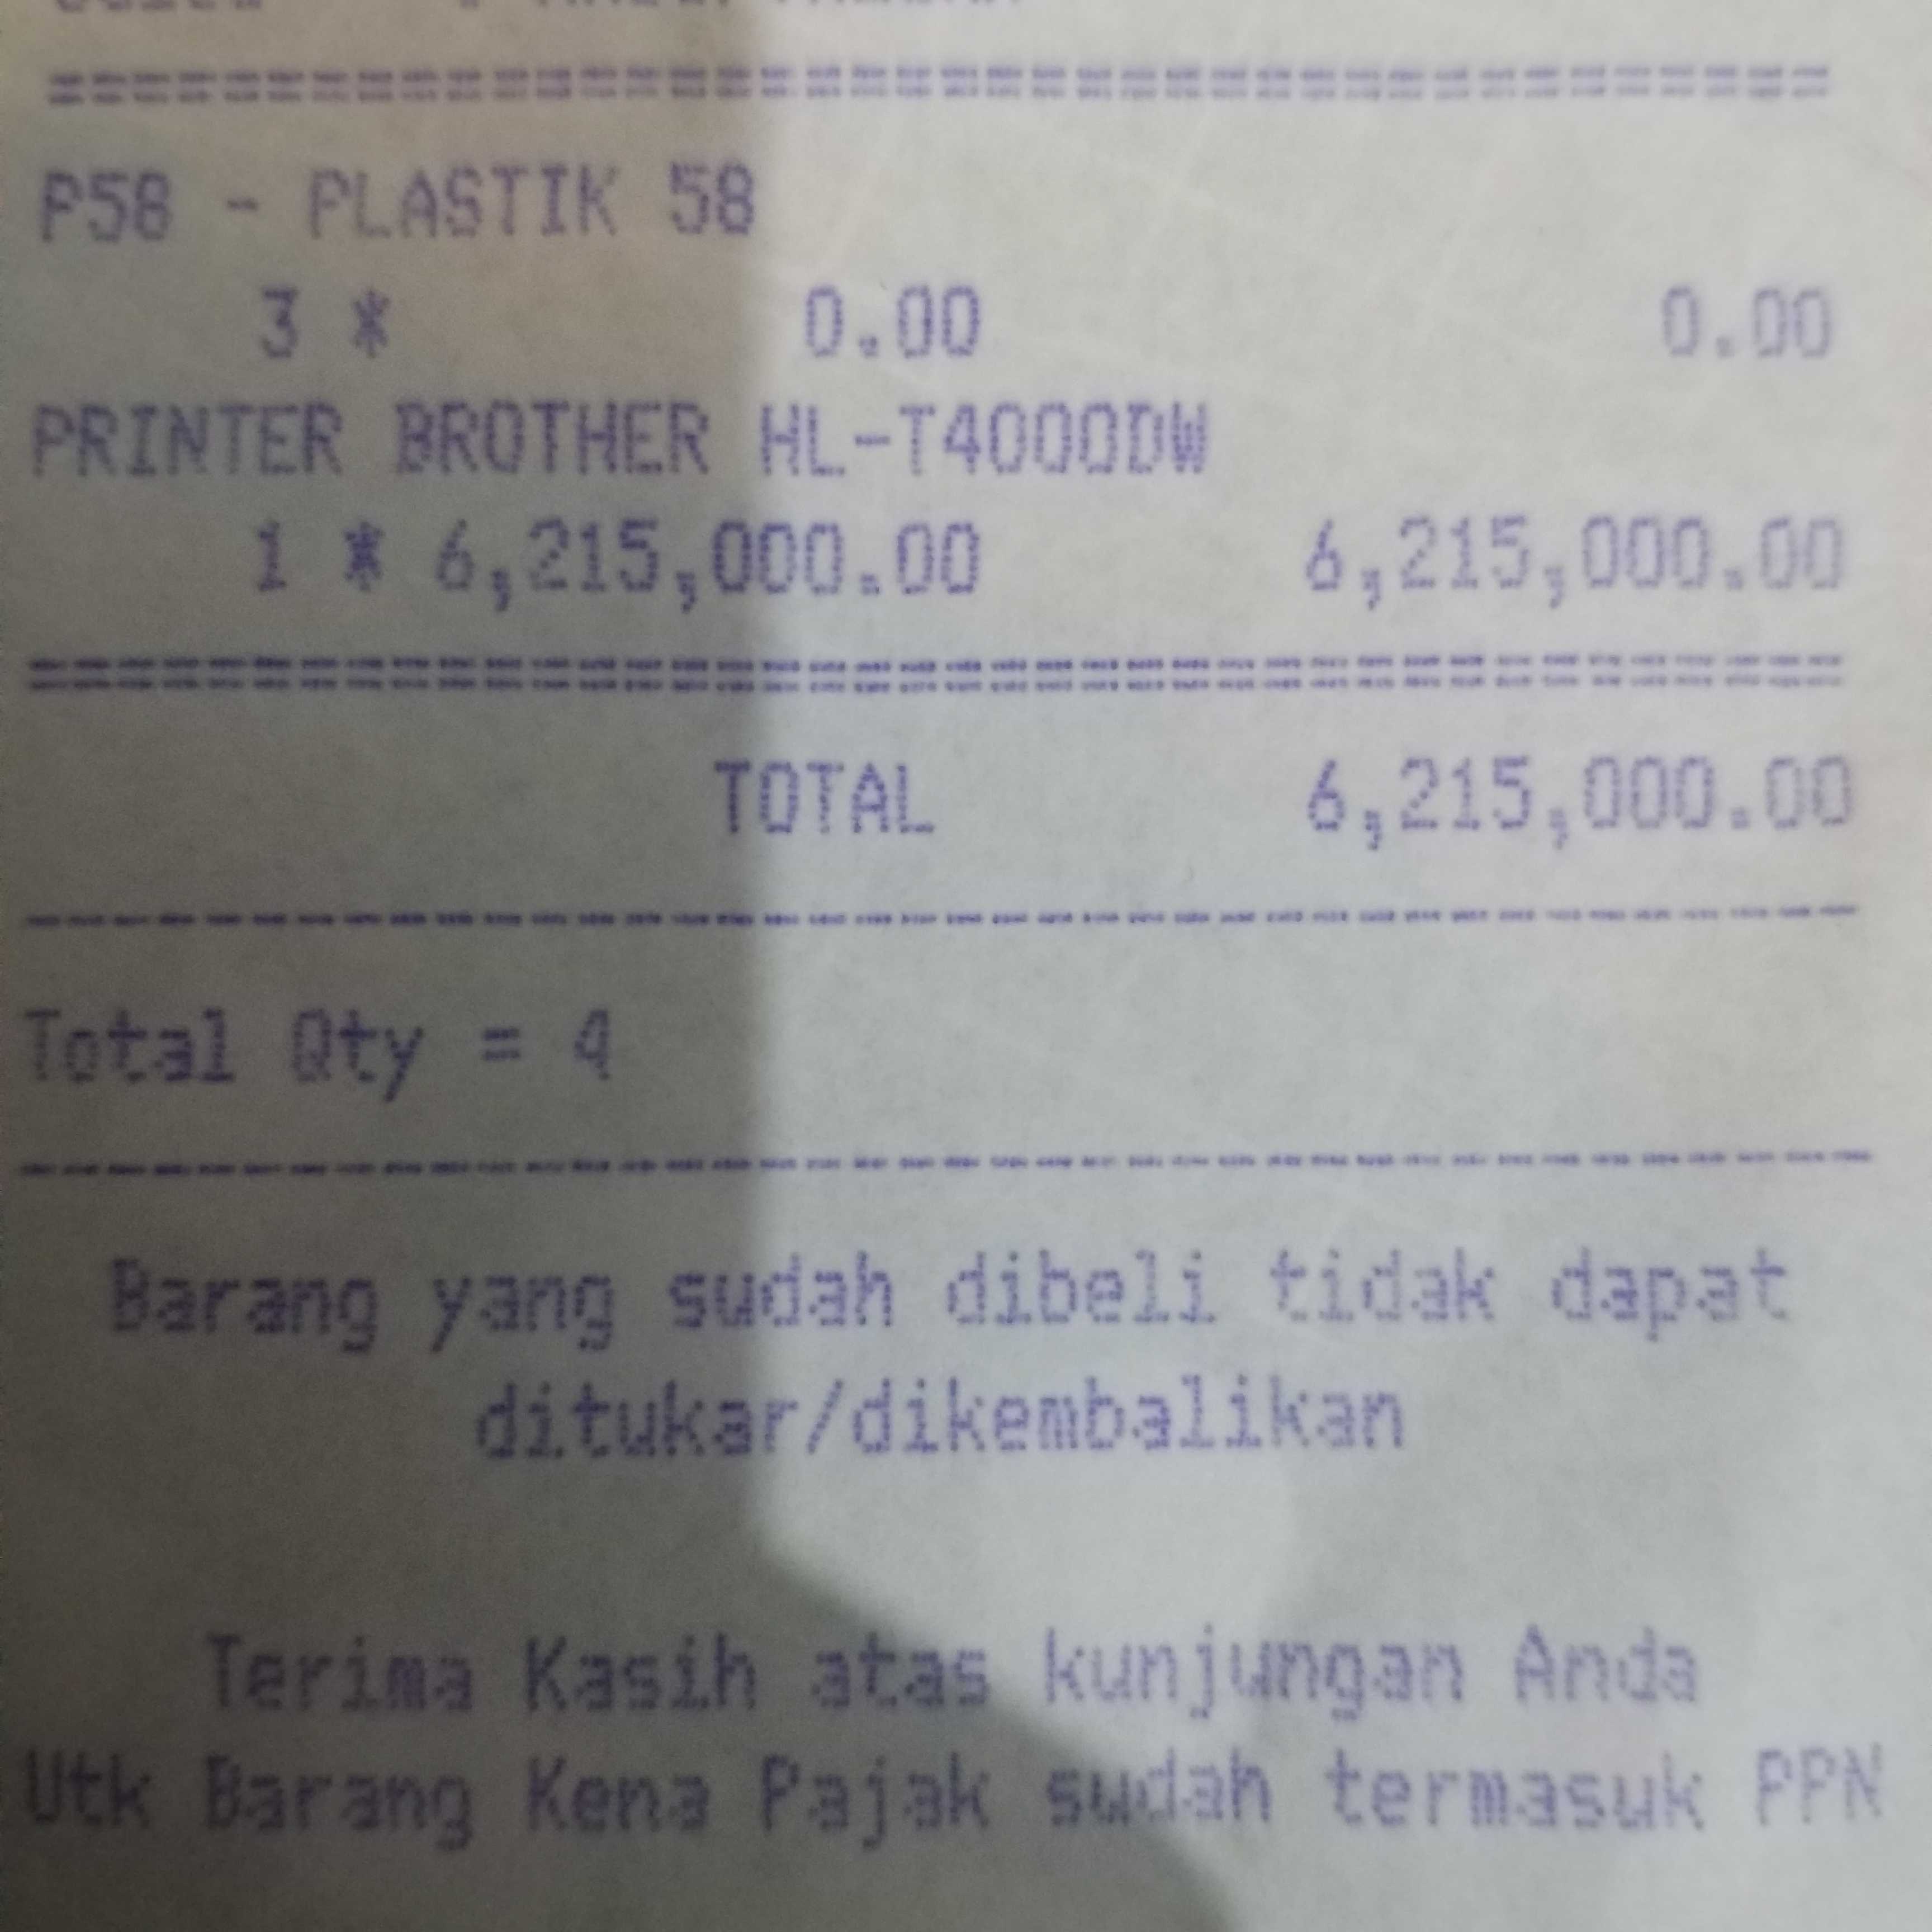 P58 - PLASTIK 58
3 * 0.00 0.00
PRINTER BROTHER HL-T4000DW
1 * 6,215,000.00 6,215,000.00
TOTAL 6,215,000.00
Total Qty = 4
Barang yang sudah dibeli tidak dapat
ditukar/dikembalikan
Terima Kasih atas kunjungan Anda
Utk Barang Kena Pajak sudah termasuk PPN